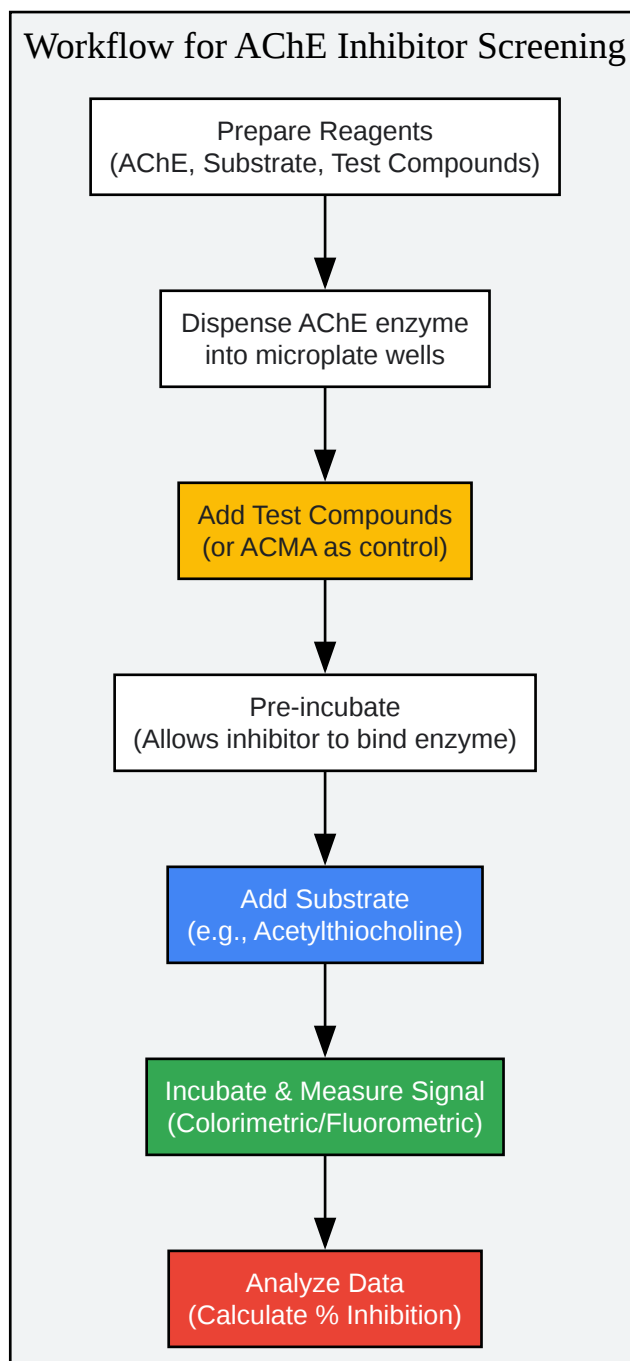 Workflow for AChE Inhibitor Screening
Prepare Reagents
(AChE, Substrate, Test Compounds)
Dispense AChE enzyme
into microplate wells
Add Test Compounds
(or ACMA as control)
Pre-incubate
(Allows inhibitor to bind enzyme)
Add Substrate
(e.g., Acetylthiocholine)
Incubate & Measure Signal
(Colorimetric/Fluorometric)
Analyze Data
(Calculate % Inhibition)